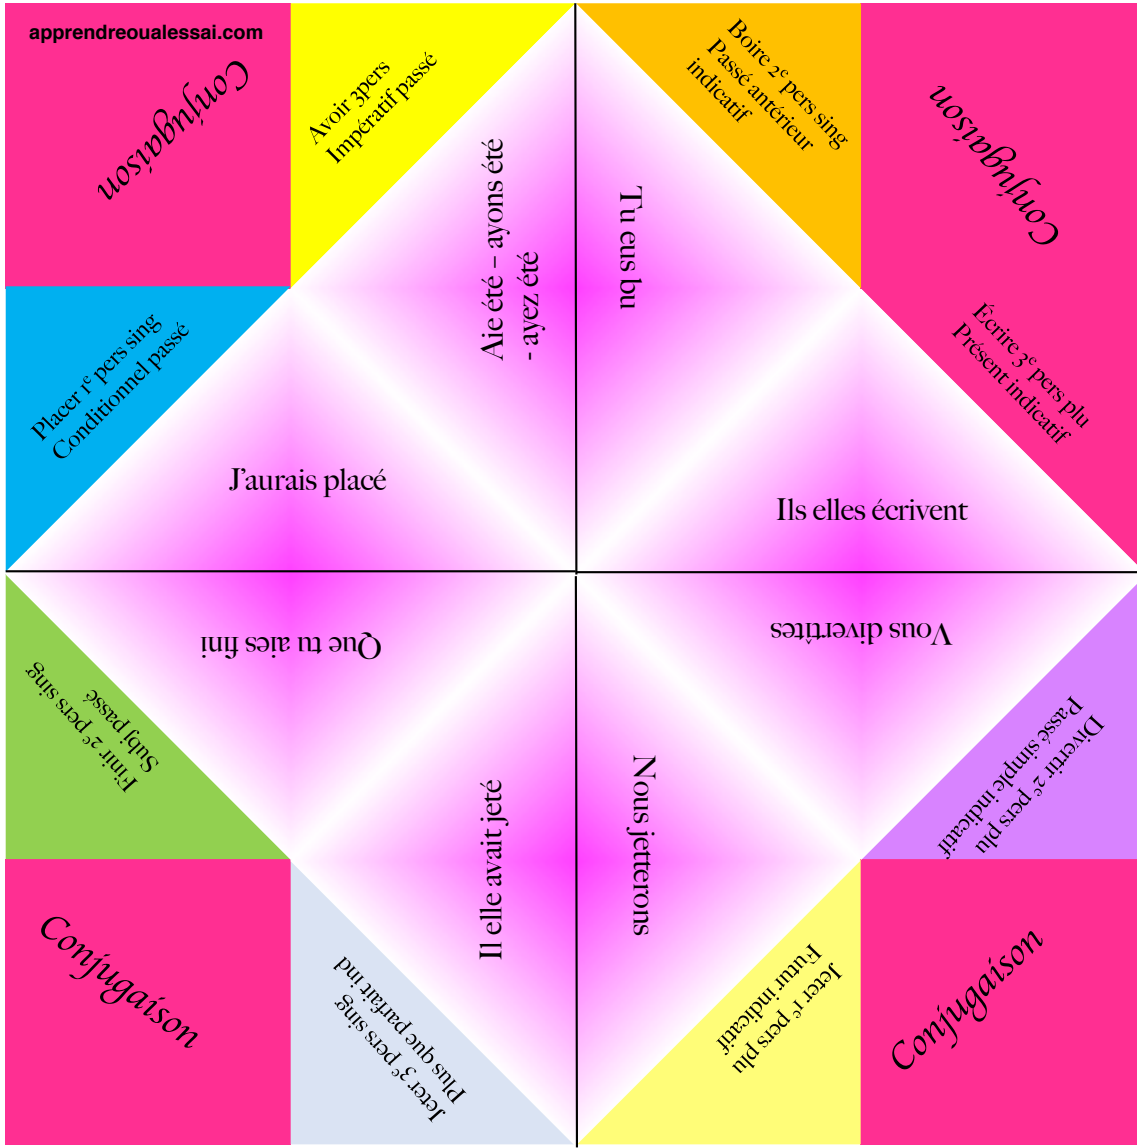 apprendreoualessai.com
Conjugaison
Avoir 3pers
Impératif passé
Boire 2e pers sing
Passé antérieur
indicatif
Conjugaison
Placer 1e pers sing
Conditionnel passé
Aie été – ayons été
- ayez été
Tu eus bu
Écrire 3e pers plu
Présent indicatif
J'aurais placé
Ils elles écrivent
Que tu aies fini
Vous divertîtes
Finir 2e pers sing
Subj passé
Il elle avait jeté
Nous jetterons
Divertir 2e pers plu
Passé simple indicatif
Conjugaison
Jeter 3e pers sing
Plus que parfait ind
Jeter 1e pers plu
Futur indicatif
Conjugaison